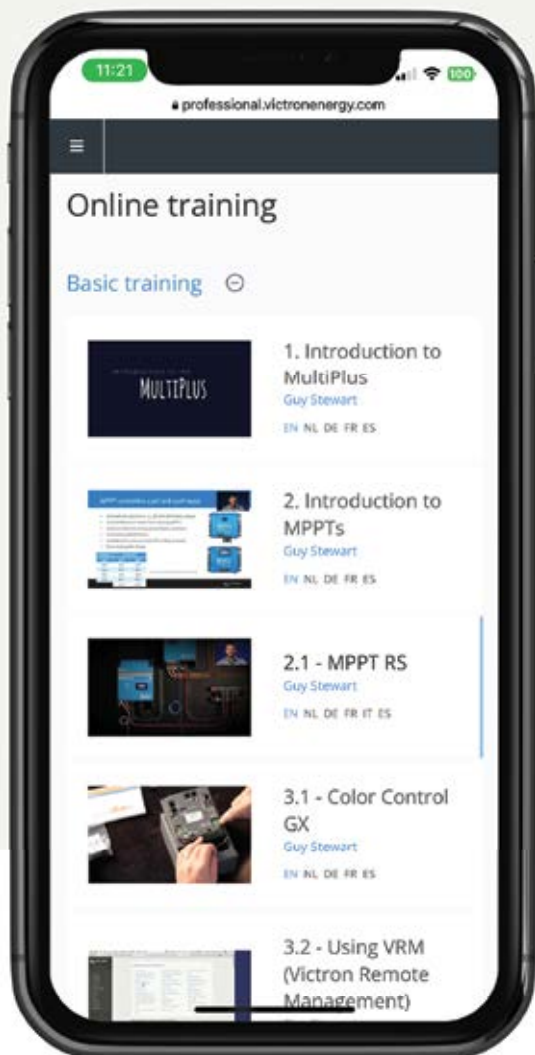 11:21
100
professional.victronenergy.com
Online training
Basic training
MULTIPLUS
1. Introduction to
MultiPlus
Guy Stewart
EN NL DE FR ES
2. Introduction to
MPPTs
Guy Stewart
EN NL DE FR ES
2.1 - MPPT RS
Guy Stewart
EN NL DE FR IT ES
3.1 - Color Control
GX
Guy Stewart
EN NL DE FR ES
3.2 - Using VRM
(Victron Remote
Management)